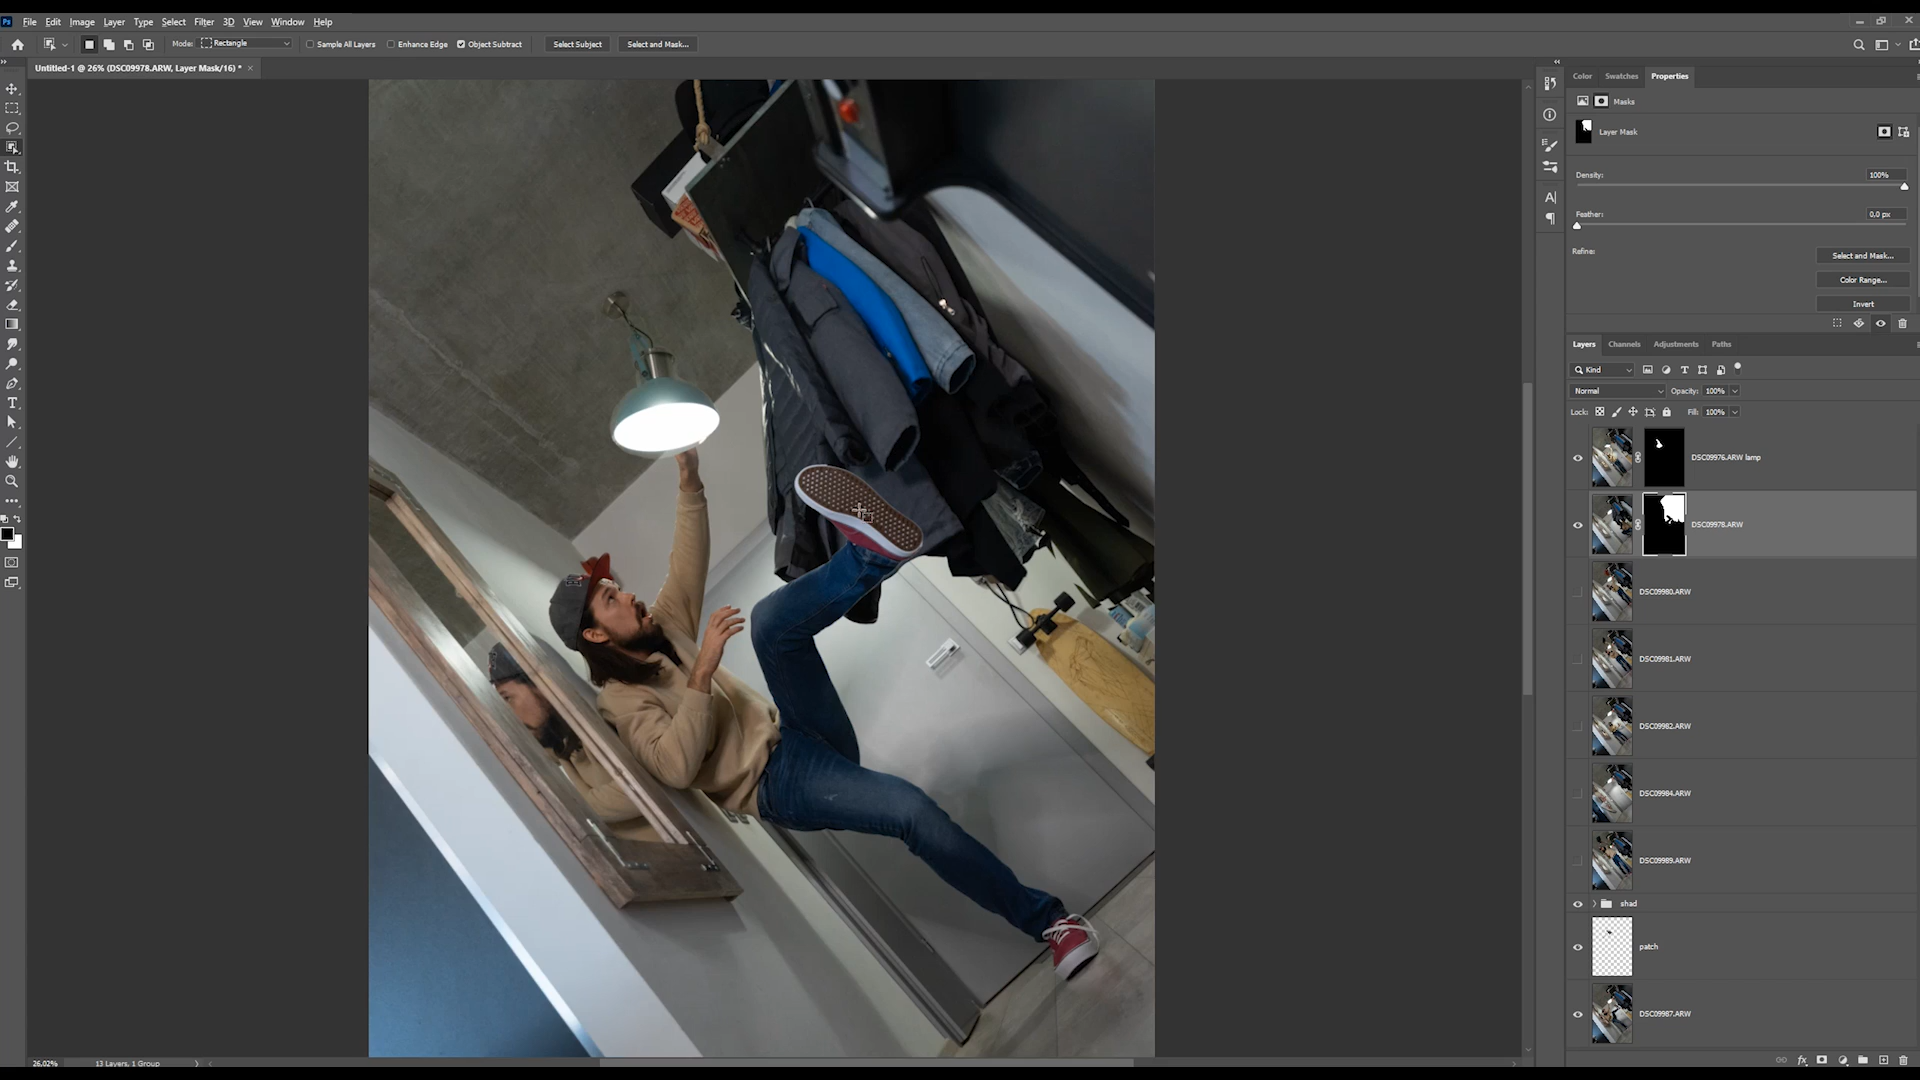 Ps File Edit Image Layer Type Select Filter 3D View Window Help
Mode: Rectangle Sample All Layers Enhance Edge Object Subtract Select Subject Select and Mask...
Untitled-1 @ 26% (DSC09978.ARW, Layer Mask/16) * ×
Color Swatches Properties
Masks
Layer Mask
Density: 100%
Feather: 0,0 px
Refine:
Select and Mask...
Color Range...
Invert
Layers Channels Adjustments Paths
Kind
Normal Opacity: 100%
Lock: Fill: 100%
DSC09976.ARW lamp
DSC09978.ARW
DSC09980.ARW
DSC09981.ARW
DSC09982.ARW
DSC09984.ARW
DSC09989.ARW
shad
patch
DSC09987.ARW
26,02% 13 Layers, 1 Group